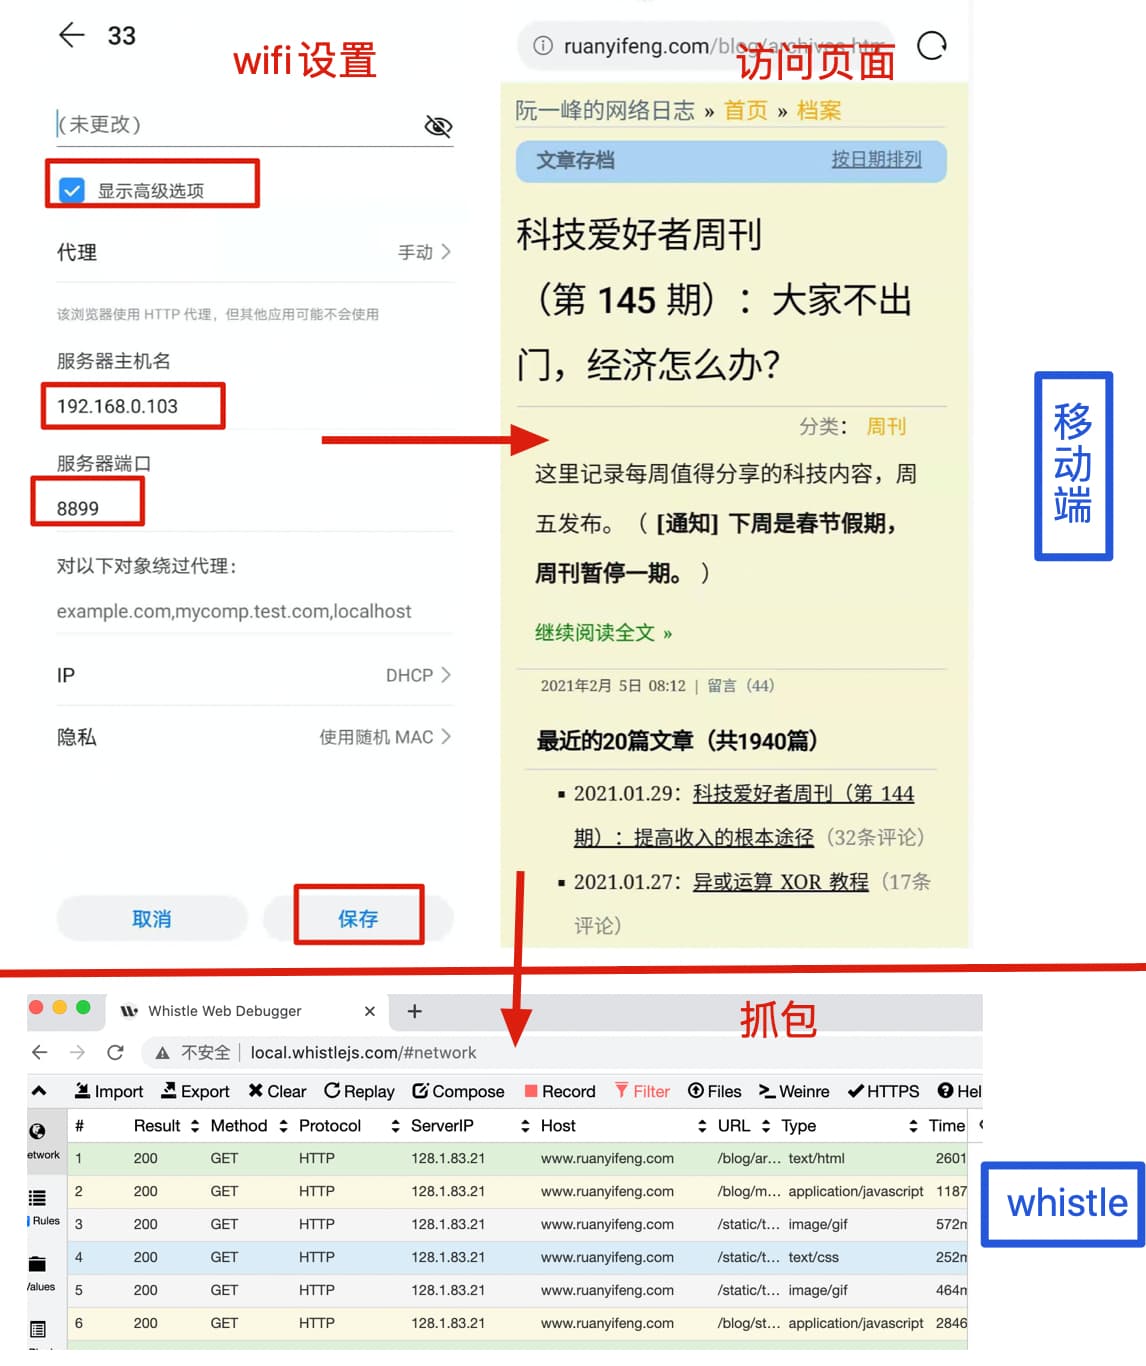 33
wifi设置
(未更改)
显示高级选项
代理
手动
该浏览器使用 HTTP 代理，但其他应用可能不会使用
服务器主机名
192.168.0.103
服务器端口
8899
对以下对象绕过代理：
example.com,mycomp.test.com,localhost
IP
DHCP
隐私
使用随机 MAC
取消
保存
ruanyifeng.com/blog/archives.htm
访问页面
阮一峰的网络日志 » 首页 » 档案
文章存档
按日期排列
科技爱好者周刊
（第 145 期）：大家不出
门，经济怎么办？
分类： 周刊
这里记录每周值得分享的科技内容，周
五发布。（ [通知] 下周是春节假期，
周刊暂停一期。 ）
继续阅读全文 »
2021年2月 5日 08:12 | 留言（44）
最近的20篇文章（共1940篇）
2021.01.29：科技爱好者周刊（第 144
期）：提高收入的根本途径（32条评论）
2021.01.27：异或运算 XOR 教程（17条
评论）
移动端
Whistle Web Debugger
抓包
不安全 local.whistlejs.com/#network
Import Export Clear Replay Compose Record Filter Files Weinre HTTPS Hel
# Result Method Protocol ServerIP Host URL Type Time
etwork
1 200 GET HTTP 128.1.83.21 www.ruanyifeng.com /blog/ar... text/html 2601
2 200 GET HTTP 128.1.83.21 www.ruanyifeng.com /blog/m... application/javascript 1187
Rules
3 200 GET HTTP 128.1.83.21 www.ruanyifeng.com /static/t... image/gif 572m
4 200 GET HTTP 128.1.83.21 www.ruanyifeng.com /static/t... text/css 252m
Values
5 200 GET HTTP 128.1.83.21 www.ruanyifeng.com /static/t... image/gif 464m
6 200 GET HTTP 128.1.83.21 www.ruanyifeng.com /blog/st... application/javascript 2846
whistle